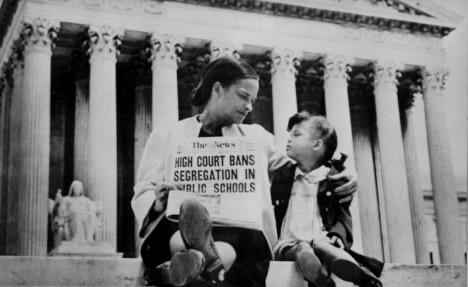 The News
HIGH COURT BANS
SEGREGATION IN
PUBLIC SCHOOLS